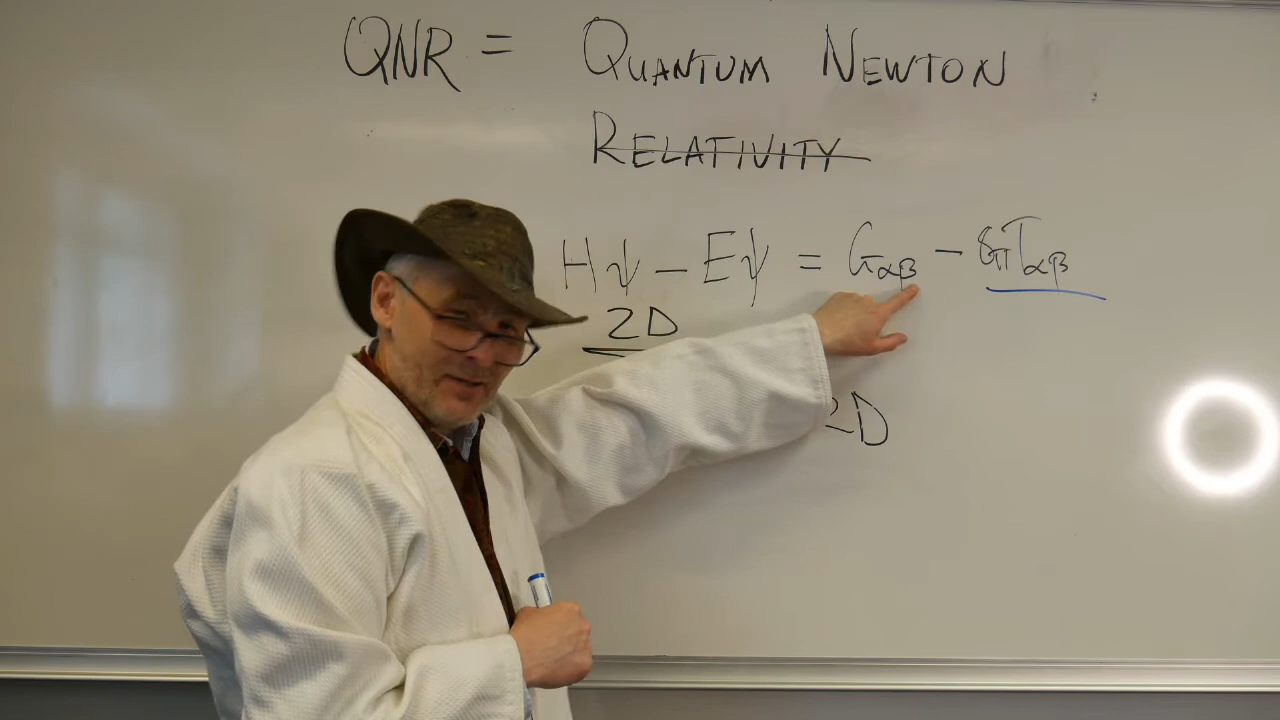 QNR = QUANTUM NEWTON
RELATIVITY
Hψ - Eψ = Gαβ - 8πTαβ
2D
2D